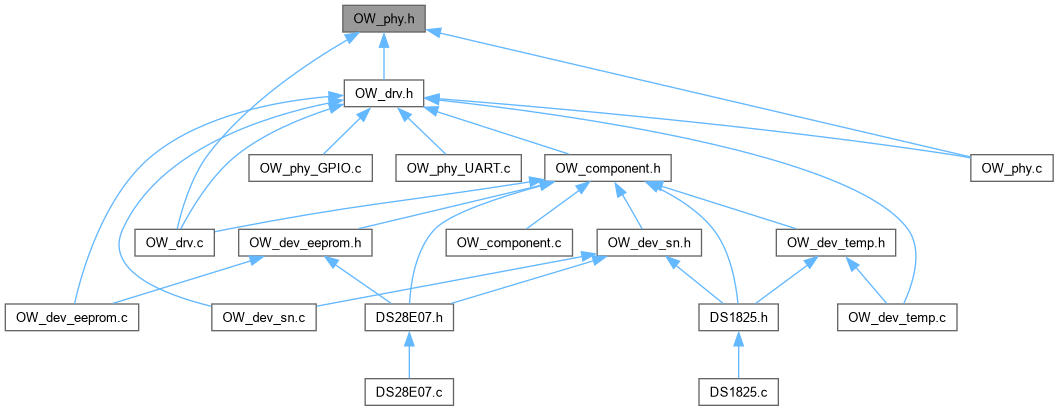 OW_phy.h
OW_drv.h
OW_phy_GPIO.c
OW_phy_UART.c
OW_component.h
OW_phy.c
OW_drv.c
OW_dev_eeprom.h
OW_component.c
OW_dev_sn.h
OW_dev_temp.h
OW_dev_eeprom.c
OW_dev_sn.c
DS28E07.h
DS1825.h
OW_dev_temp.c
DS28E07.c
DS1825.c